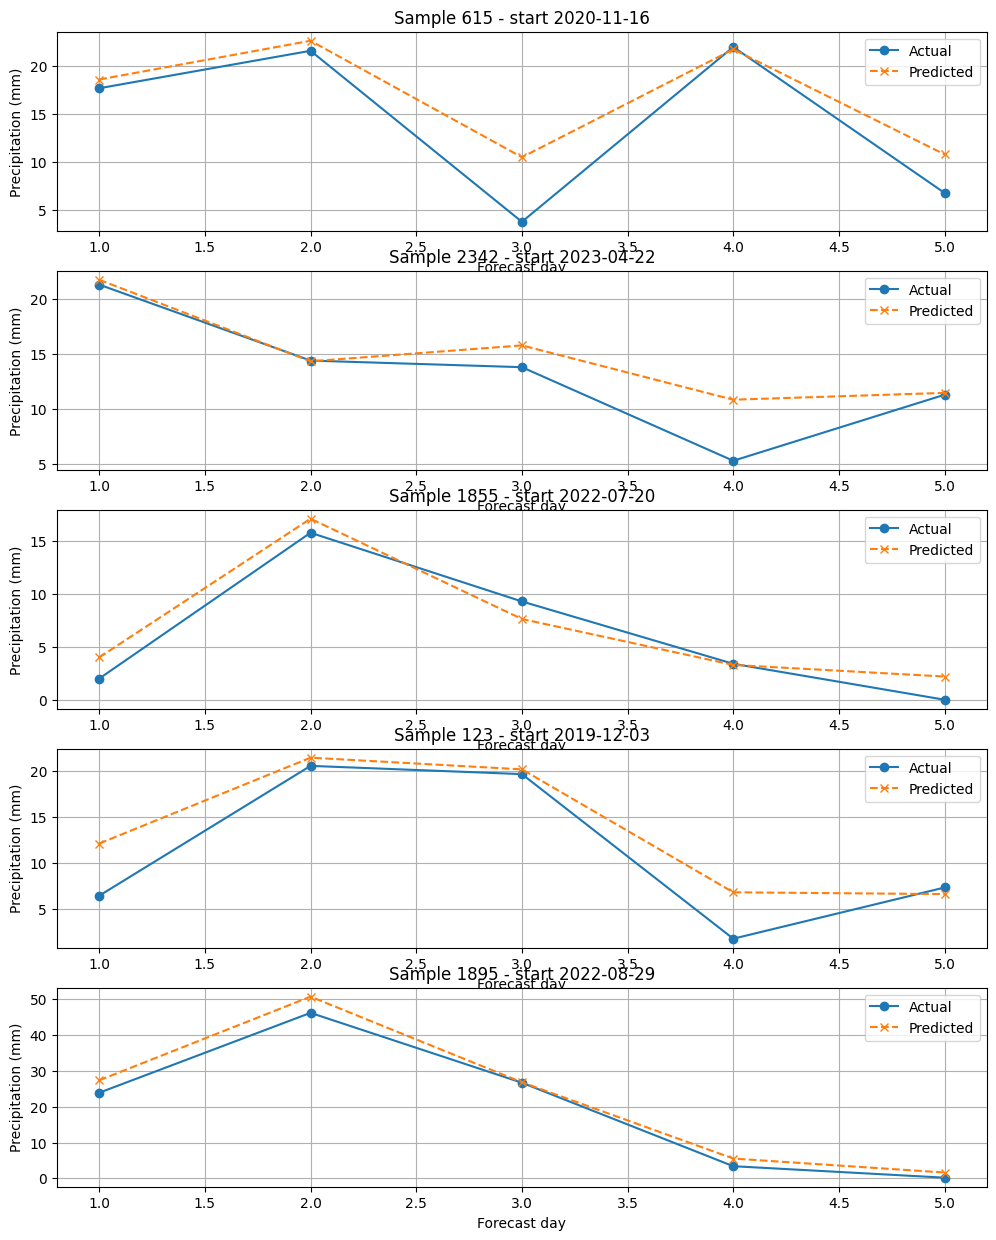 Sample 615 - start 2020-11-16
Precipitation (mm)
20
15
10
5
Actual
Predicted
1.0 1.5 2.0 2.5 3.0 3.5 4.0 4.5 5.0
Forecast day
Sample 2342 - start 2023-04-22
Precipitation (mm)
20
15
10
5
Actual
Predicted
1.0 1.5 2.0 2.5 3.0 3.5 4.0 4.5 5.0
Forecast day
Sample 1855 - start 2022-07-20
Precipitation (mm)
15
10
5
0
Actual
Predicted
1.0 1.5 2.0 2.5 3.0 3.5 4.0 4.5 5.0
Forecast day
Sample 123 - start 2019-12-03
Precipitation (mm)
20
15
10
5
Actual
Predicted
1.0 1.5 2.0 2.5 3.0 3.5 4.0 4.5 5.0
Forecast day
Sample 1895 - start 2022-08-29
Precipitation (mm)
50
40
30
20
10
0
Actual
Predicted
1.0 1.5 2.0 2.5 3.0 3.5 4.0 4.5 5.0
Forecast day